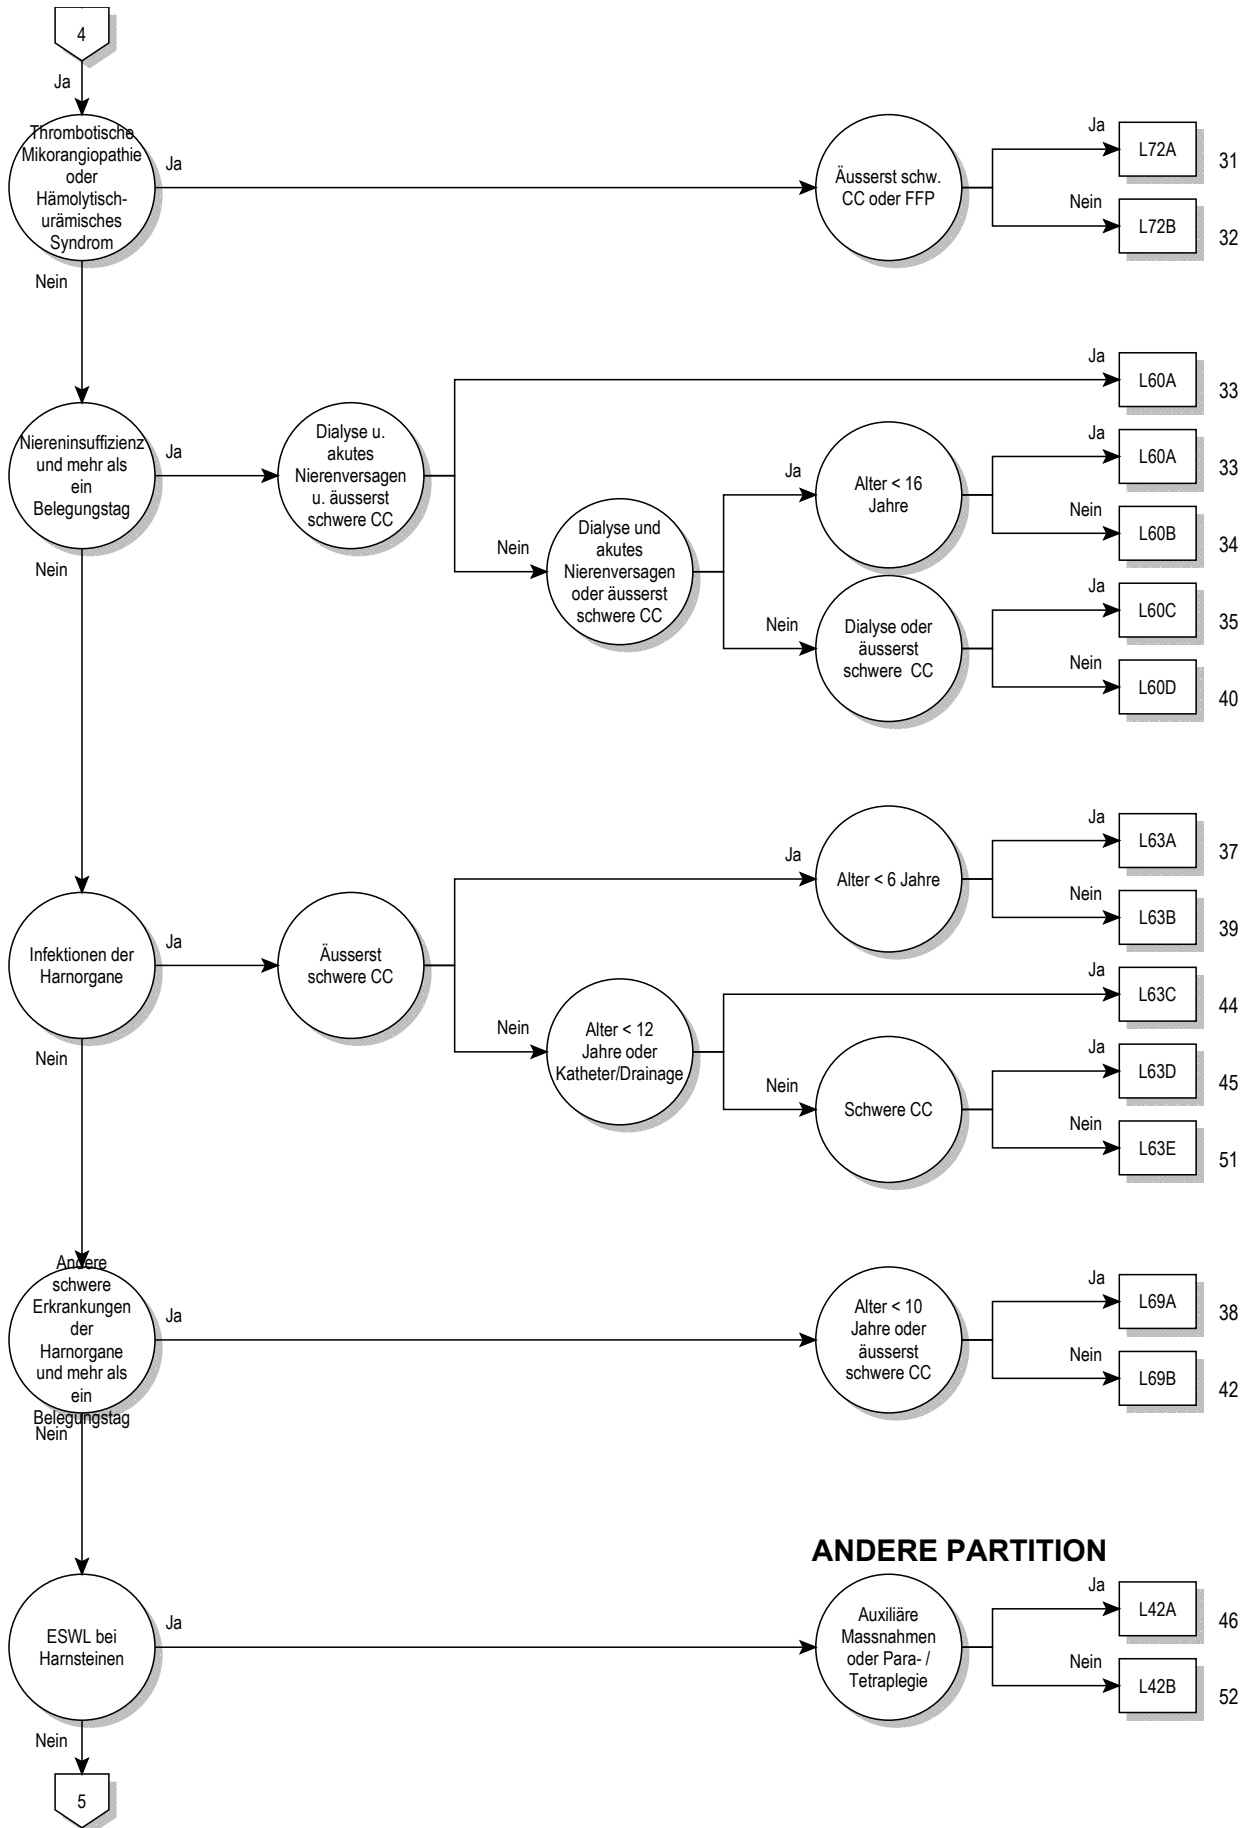 4
Ja
Thrombotische
Mikorangiopathie
oder
Hämolytisch-
urämisches
Syndrom
Ja
Äusserst schw.
CC oder FFP
Ja
L72A
31
Nein
L72B
32
Nein
Niereninsuffizienz
und mehr als
ein
Belegungstag
Ja
Dialyse u.
akutes
Nierenversagen
u. äusserst
schwere CC
Ja
L60A
33
Nein
Dialyse und
akutes
Nierenversagen
oder äusserst
schwere CC
Ja
Alter < 16
Jahre
Ja
L60A
33
Nein
L60B
34
Nein
Dialyse oder
äusserst
schwere CC
Ja
L60C
35
Nein
L60D
40
Nein
Infektionen der
Harnorgane
Ja
Äusserst
schwere CC
Ja
Alter < 6 Jahre
Ja
L63A
37
Nein
L63B
39
Nein
Alter < 12
Jahre oder
Katheter/Drainage
Ja
L63C
44
Nein
Schwere CC
Ja
L63D
45
Nein
L63E
51
Nein
Andere
schwere
Erkrankungen
der
Harnorgane
und mehr als
ein
Belegungstag
Ja
Alter < 10
Jahre oder
äusserst
schwere CC
Ja
L69A
38
Nein
L69B
42
Nein
ANDERE PARTITION
ESWL bei
Harnsteinen
Ja
Auxiliäre
Massnahmen
oder Para- /
Tetraplegie
Ja
L42A
46
Nein
L42B
52
Nein
5